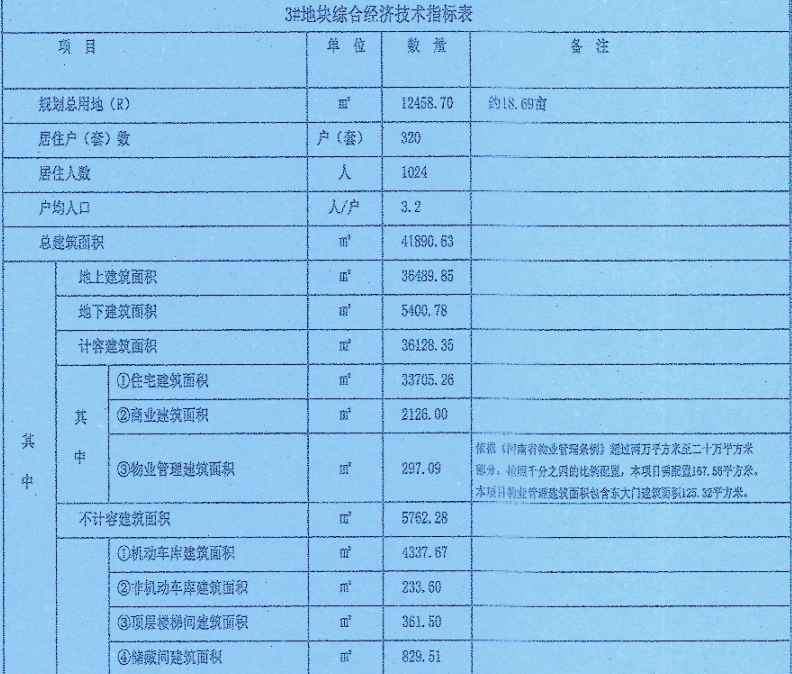 3#地块综合经济技术指标表
项 目 单 位 数 量 备 注
规划总用地（R） ㎡ 12458.70 约18.69亩
居住户（套）数 户（套） 320
居住人数 人 1024
户均人口 人/户 3.2
总建筑面积 ㎡ 41890.63
地上建筑面积 ㎡ 36489.85
地下建筑面积 ㎡ 5400.78
计容建筑面积 ㎡ 36128.35
①住宅建筑面积 ㎡ 33705.26
其中
②商业建筑面积 ㎡ 2126.00
其中
③物业管理建筑面积 ㎡ 297.09
依据《河南省物业管理条例》超过两万平方米至二十万平方米
部分，按照千分之四的比例配置，本项目需配置167.56平方米。
本项目物业管理建筑面积包含东大门建筑面积125.32平方米。
不计容建筑面积 ㎡ 5762.28
①机动车库建筑面积 ㎡ 4337.67
②非机动车库建筑面积 ㎡ 233.60
③顶层楼梯间建筑面积 ㎡ 361.50
④储藏间建筑面积 ㎡ 829.51